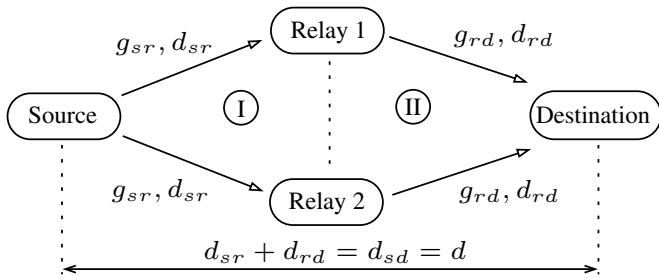 Relay 1
g_{sr}, d_{sr}
g_{rd}, d_{rd}
Source
I
II
Destination
g_{sr}, d_{sr}
Relay 2
g_{rd}, d_{rd}
d_{sr} + d_{rd} = d_{sd} = d